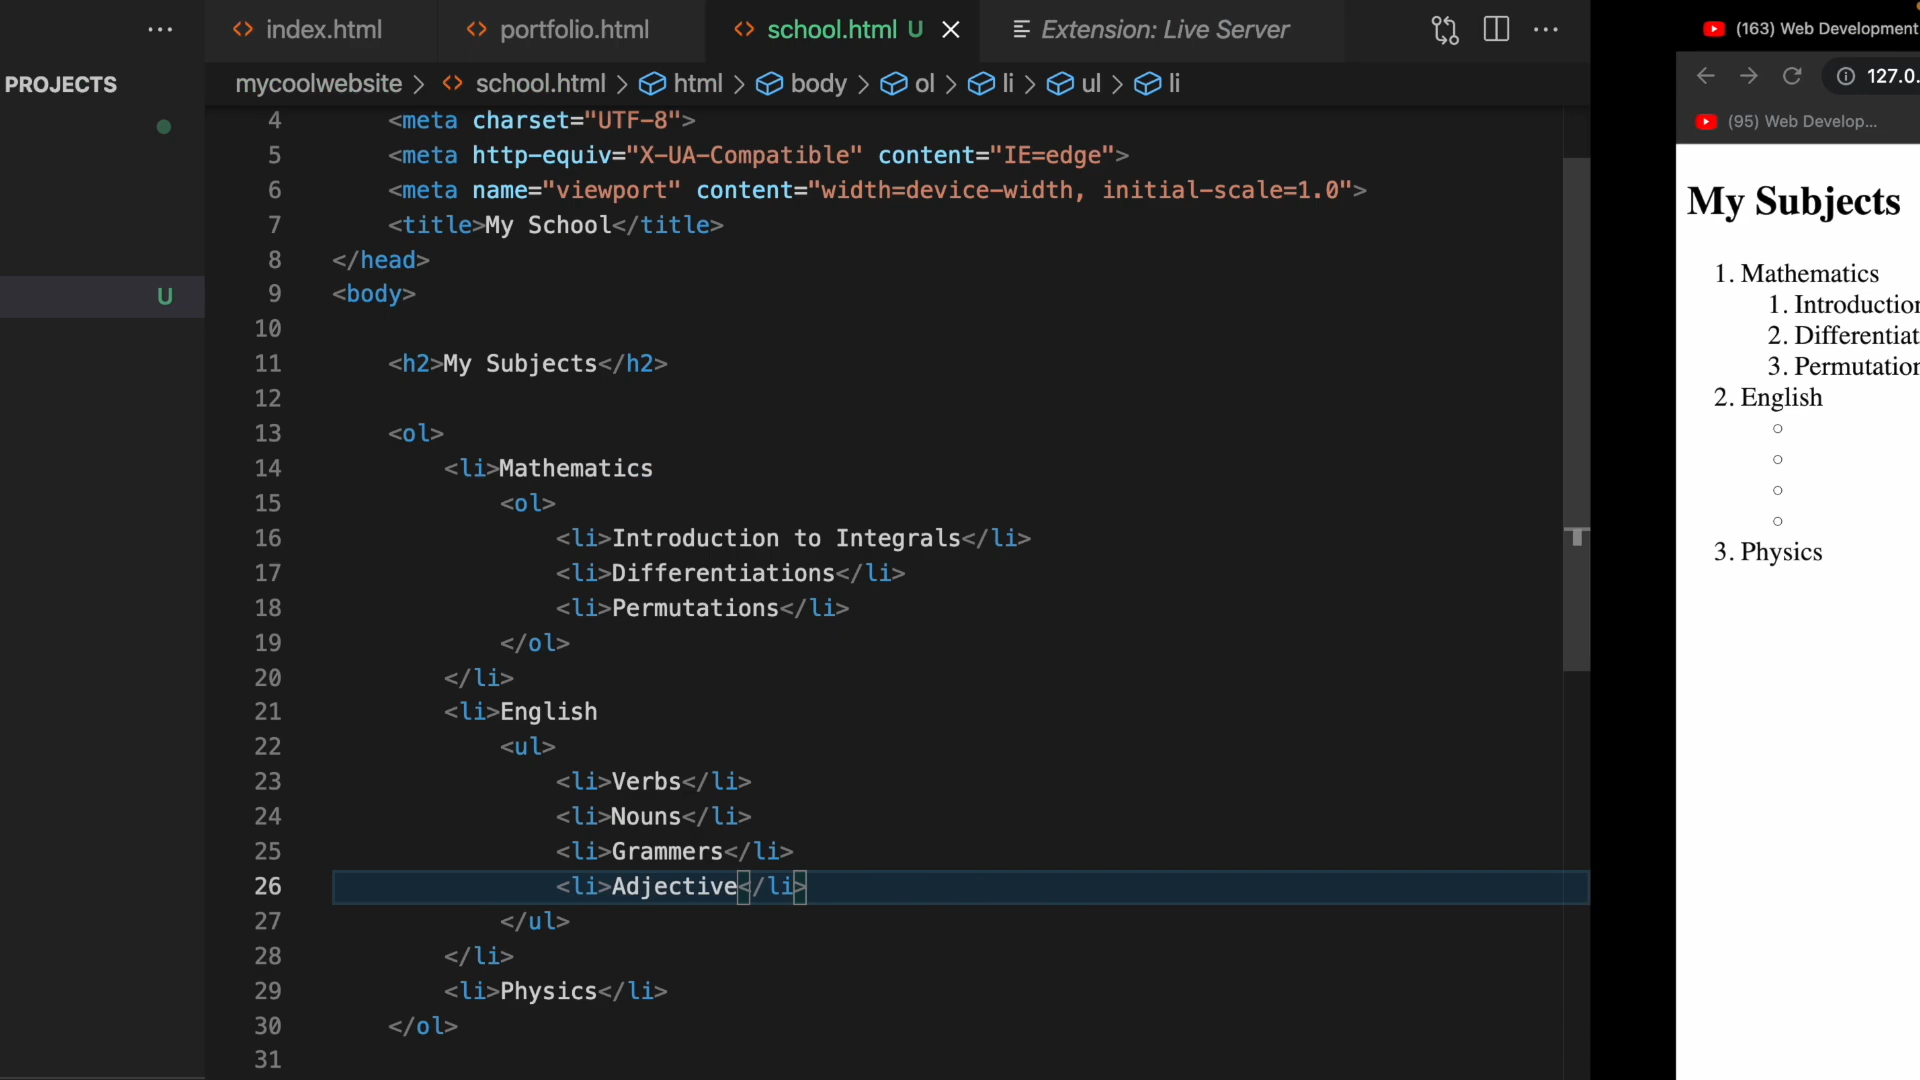 index.html
portfolio.html
school.html U
Extension: Live Server
(163) Web Development
PROJECTS
mycoolwebsite > school.html > html > body > ol > li > ul > li
127.0.
(95) Web Develop...
U
4 <meta charset="UTF-8">
5 <meta http-equiv="X-UA-Compatible" content="IE=edge">
6 <meta name="viewport" content="width=device-width, initial-scale=1.0">
7 <title>My School</title>
8 </head>
9 <body>
10
11 <h2>My Subjects</h2>
12
13 <ol>
14 <li>Mathematics
15 <ol>
16 <li>Introduction to Integrals</li>
17 <li>Differentiations</li>
18 <li>Permutations</li>
19 </ol>
20 </li>
21 <li>English
22 <ul>
23 <li>Verbs</li>
24 <li>Nouns</li>
25 <li>Grammers</li>
26 <li>Adjective</li>
27 </ul>
28 </li>
29 <li>Physics</li>
30 </ol>
31
My Subjects
1. Mathematics
1. Introduction
2. Differentiat
3. Permutation
2. English
3. Physics